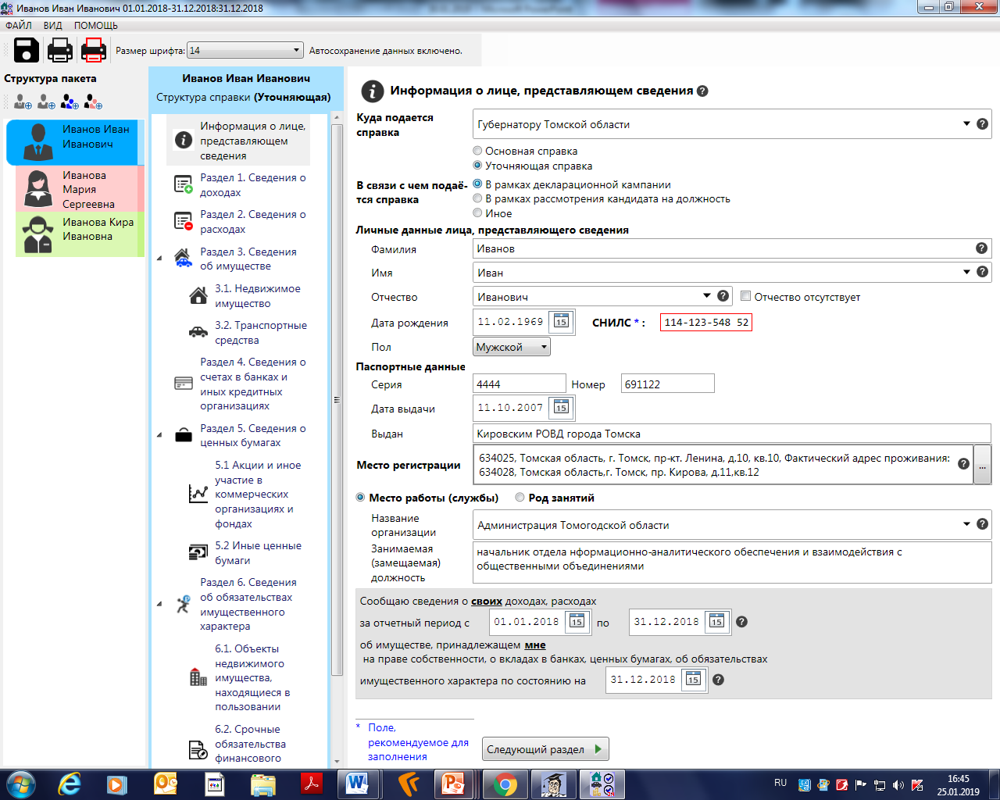 Иванов Иван Иванович 01.01.2018-31.12.2018:31.12.2018
ФАЙЛ ВИД ПОМОЩЬ
Размер шрифта: 14 Автосохранение данных включено.
Структура пакета
Иванов Иван
Иванович
Иванова
Мария
Сергеевна
Иванова Кира
Ивановна
Иванов Иван Иванович
Структура справки (Уточняющая)
Информация о лице,
представляющем
сведения
Раздел 1. Сведения о
доходах
Раздел 2. Сведения о
расходах
Раздел 3. Сведения
об имуществе
3.1. Недвижимое
имущество
3.2. Транспортные
средства
Раздел 4. Сведения о
счетах в банках и
иных кредитных
организациях
Раздел 5. Сведения о
ценных бумагах
5.1 Акции и иное
участие в
коммерческих
организациях и
фондах
5.2 Иные ценные
бумаги
Раздел 6. Сведения
об обязательствах
имущественного
характера
6.1. Объекты
недвижимого
имущества,
находящиеся в
пользовании
6.2. Срочные
обязательства
финансового
Информация о лице, представляющем сведения ?
Куда подается
справка
Губернатору Томской области ?
Основная справка
Уточняющая справка
В связи с чем подаё-
тся справка
В рамках декларационной кампании
В рамках рассмотрения кандидата на должность
Иное
Личные данные лица, представляющего сведения
Фамилия Иванов ?
Имя Иван ?
Отчество Иванович ? Отчество отсутствует
Дата рождения 11.02.1969 15 СНИЛС * : 114-123-548 52
Пол Мужской
Паспортные данные
Серия 4444 Номер 691122
Дата выдачи 11.10.2007 15
Выдан Кировским РОВД города Томска
Место регистрации
634025, Томская область, г. Томск, пр-кт. Ленина, д.10, кв.10, Фактический адрес проживания:
634028, Томская область,г. Томск, пр. Кирова, д.11,кв.12
? ...
Место работы (службы) Род занятий
Название
организации
Администрация Томогодской области ?
Занимаемая
(замещаемая)
должность
начальник отдела нформационно-аналитического обеспечения и взаимодействия с
общественными объединениями
Сообщаю сведения о своих доходах, расходах
за отчетный период с 01.01.2018 15 по 31.12.2018 15 ?
об имуществе, принадлежащем мне
на праве собственности, о вкладах в банках, ценных бумагах, об обязательствах
имущественного характера по состоянию на 31.12.2018 15 ?
* Поле,
рекомендуемое для
заполнения
Следующий раздел
RU
16:45
25.01.2019